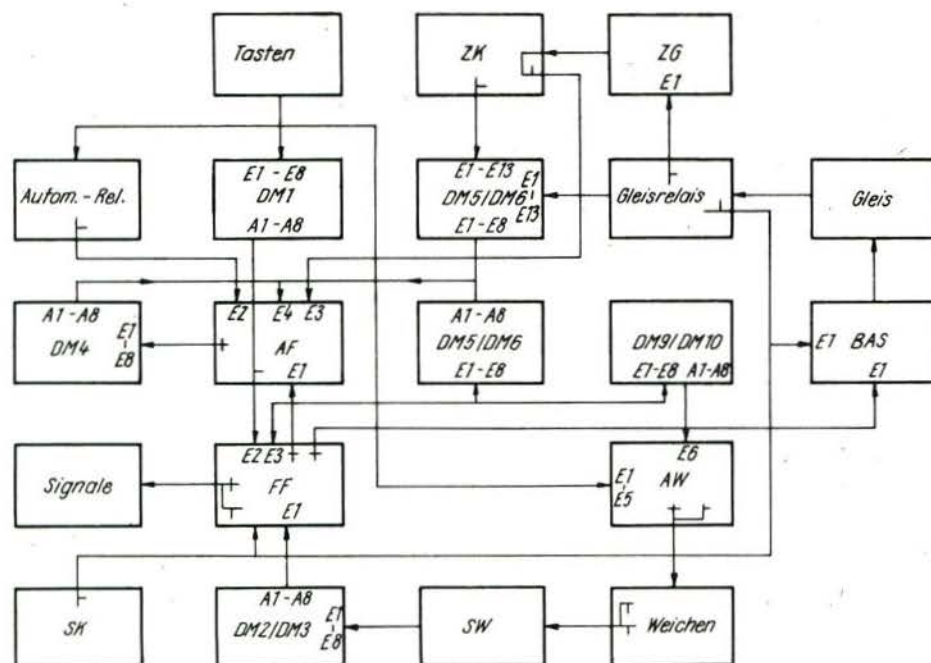 Tasten
ZK
ZG
E1
Autom.-Rel.
E1 - E8
DM1
A1 - A8
E1 - E13
DM5/DM6
E1
E13
E1 - E8
Gleisrelais
Gleis
A1 - A8
DM4
E1
E8
E2 E4 E3
AF
E1
A1 - A8
DM5/DM6
E1 - E8
DM9/DM10
E1-E8 A1-A8
E1 BAS
E1
Signale
E2 E3
FF
E1
E6
E1
E5
AW
SK
A1 - A8
DM2/DM3
E1
E8
SW
Weichen